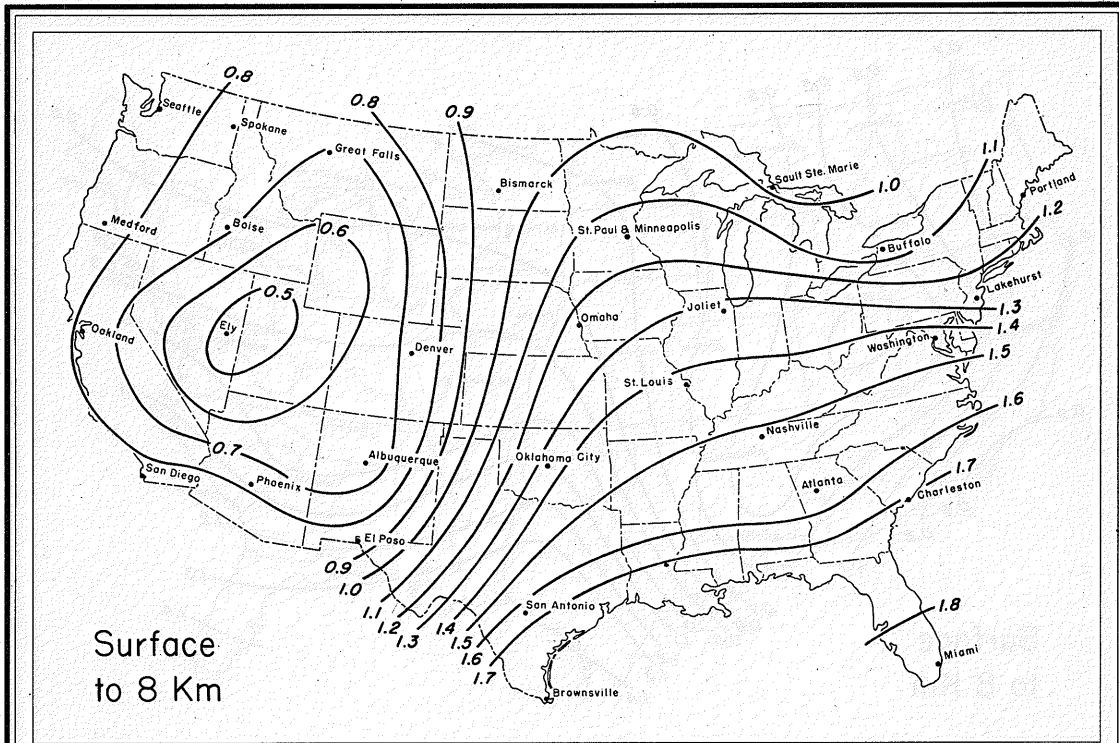 0.8
Seattle
Spokane
0.8
0.9
Great Falls
Bismarck
Sault Ste. Marie
1.1
1.0
Portland
1.2
Medford
Boise
0.6
St. Paul & Minneapolis
Buffalo
0.5
Ely
Oakland
Denver
Omaha
Joliet
Lakehurst
1.3
1.4
Washington
1.5
St. Louis
1.6
0.7
Albuquerque
Oklahoma City
Nashville
San Diego
Phoenix
Atlanta
1.7
Charleston
El Paso
0.9
1.0
1.1
1.2
1.3
1.4
1.5
1.6
1.7
San Antonio
1.8
Miami
Brownsville
Surface
to 8 Km